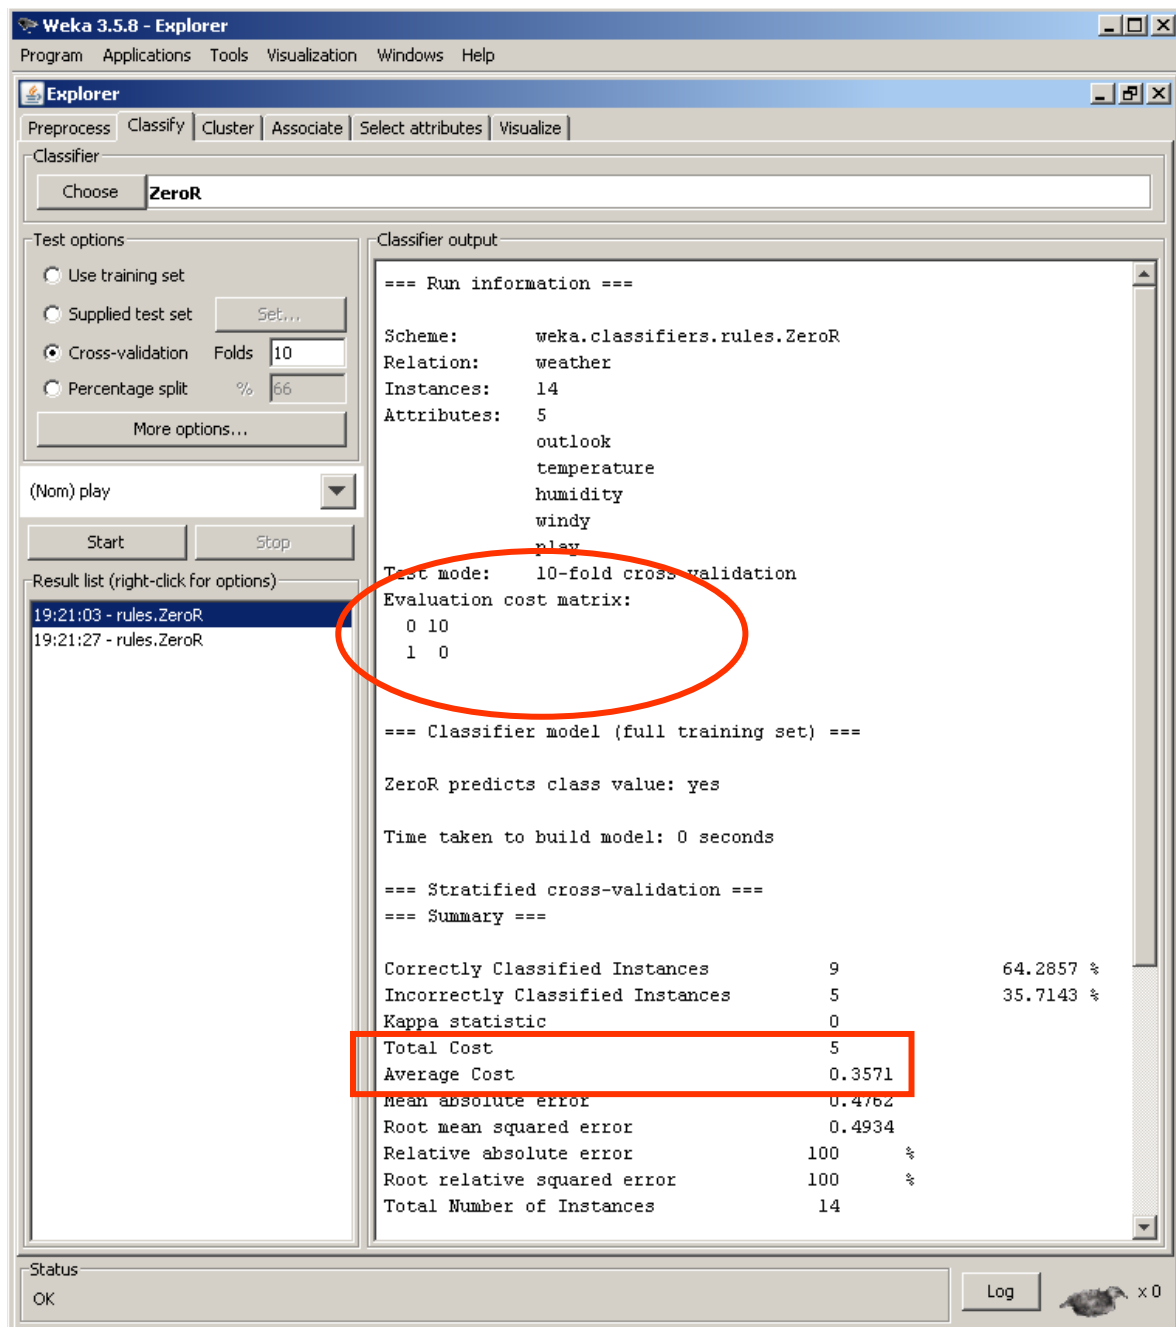 Weka 3.5.8 - Explorer
Program Applications Tools Visualization Windows Help
Explorer
Preprocess Classify Cluster Associate Select attributes Visualize
Classifier
Choose ZeroR
Test options
Use training set
Supplied test set Set...
Cross-validation Folds 10
Percentage split % 66
More options...
(Nom) play
Start Stop
Result list (right-click for options)
19:21:03 - rules.ZeroR
19:21:27 - rules.ZeroR
Classifier output
=== Run information ===
Scheme: weka.classifiers.rules.ZeroR
Relation: weather
Instances: 14
Attributes: 5
outlook
temperature
humidity
windy
play
Test mode: 10-fold cross-validation
Evaluation cost matrix:
0 10
1 0
=== Classifier model (full training set) ===
ZeroR predicts class value: yes
Time taken to build model: 0 seconds
=== Stratified cross-validation ===
=== Summary ===
Correctly Classified Instances 9 64.2857 %
Incorrectly Classified Instances 5 35.7143 %
Kappa statistic 0
Total Cost 5
Average Cost 0.3571
Mean absolute error 0.4762
Root mean squared error 0.4934
Relative absolute error 100 %
Root relative squared error 100 %
Total Number of Instances 14
Status
OK
Log x 0